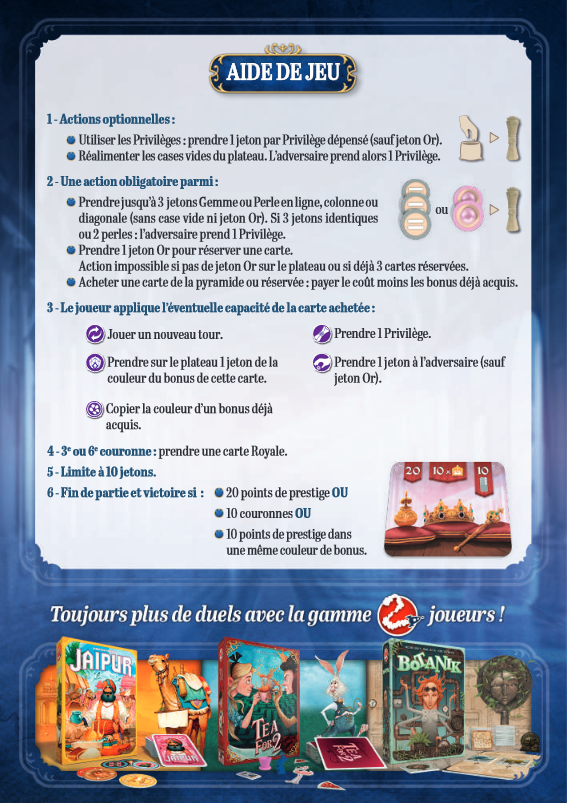 AIDE DE JEU
1 - Actions optionnelles :
Utiliser les Privilèges : prendre 1 jeton par Privilège dépensé (sauf jeton Or).
Réalimenter les cases vides du plateau. L’adversaire prend alors 1 Privilège.
2 - Une action obligatoire parmi :
Prendre jusqu’à 3 jetons Gemme ou Perle en ligne, colonne ou
diagonale (sans case vide ni jeton Or). Si 3 jetons identiques
ou 2 perles : l’adversaire prend 1 Privilège.
ou
Prendre 1 jeton Or pour réserver une carte.
Action impossible si pas de jeton Or sur le plateau ou si déjà 3 cartes réservées.
Acheter une carte de la pyramide ou réservée : payer le coût moins les bonus déjà acquis.
3 - Le joueur applique l’éventuelle capacité de la carte achetée :
Jouer un nouveau tour.
Prendre 1 Privilège.
Prendre sur le plateau 1 jeton de la
couleur du bonus de cette carte.
Prendre 1 jeton à l’adversaire (sauf
jeton Or).
Copier la couleur d’un bonus déjà
acquis.
4 - 3e ou 6e couronne : prendre une carte Royale.
5 - Limite à 10 jetons.
6 - Fin de partie et victoire si :
20 points de prestige OU
10 couronnes OU
10 points de prestige dans
une même couleur de bonus.
20 10× 10
Toujours plus de duels avec la gamme 2 joueurs !
JAIPUR
JAIPUR
TEA
FOR 2
BOTANIK